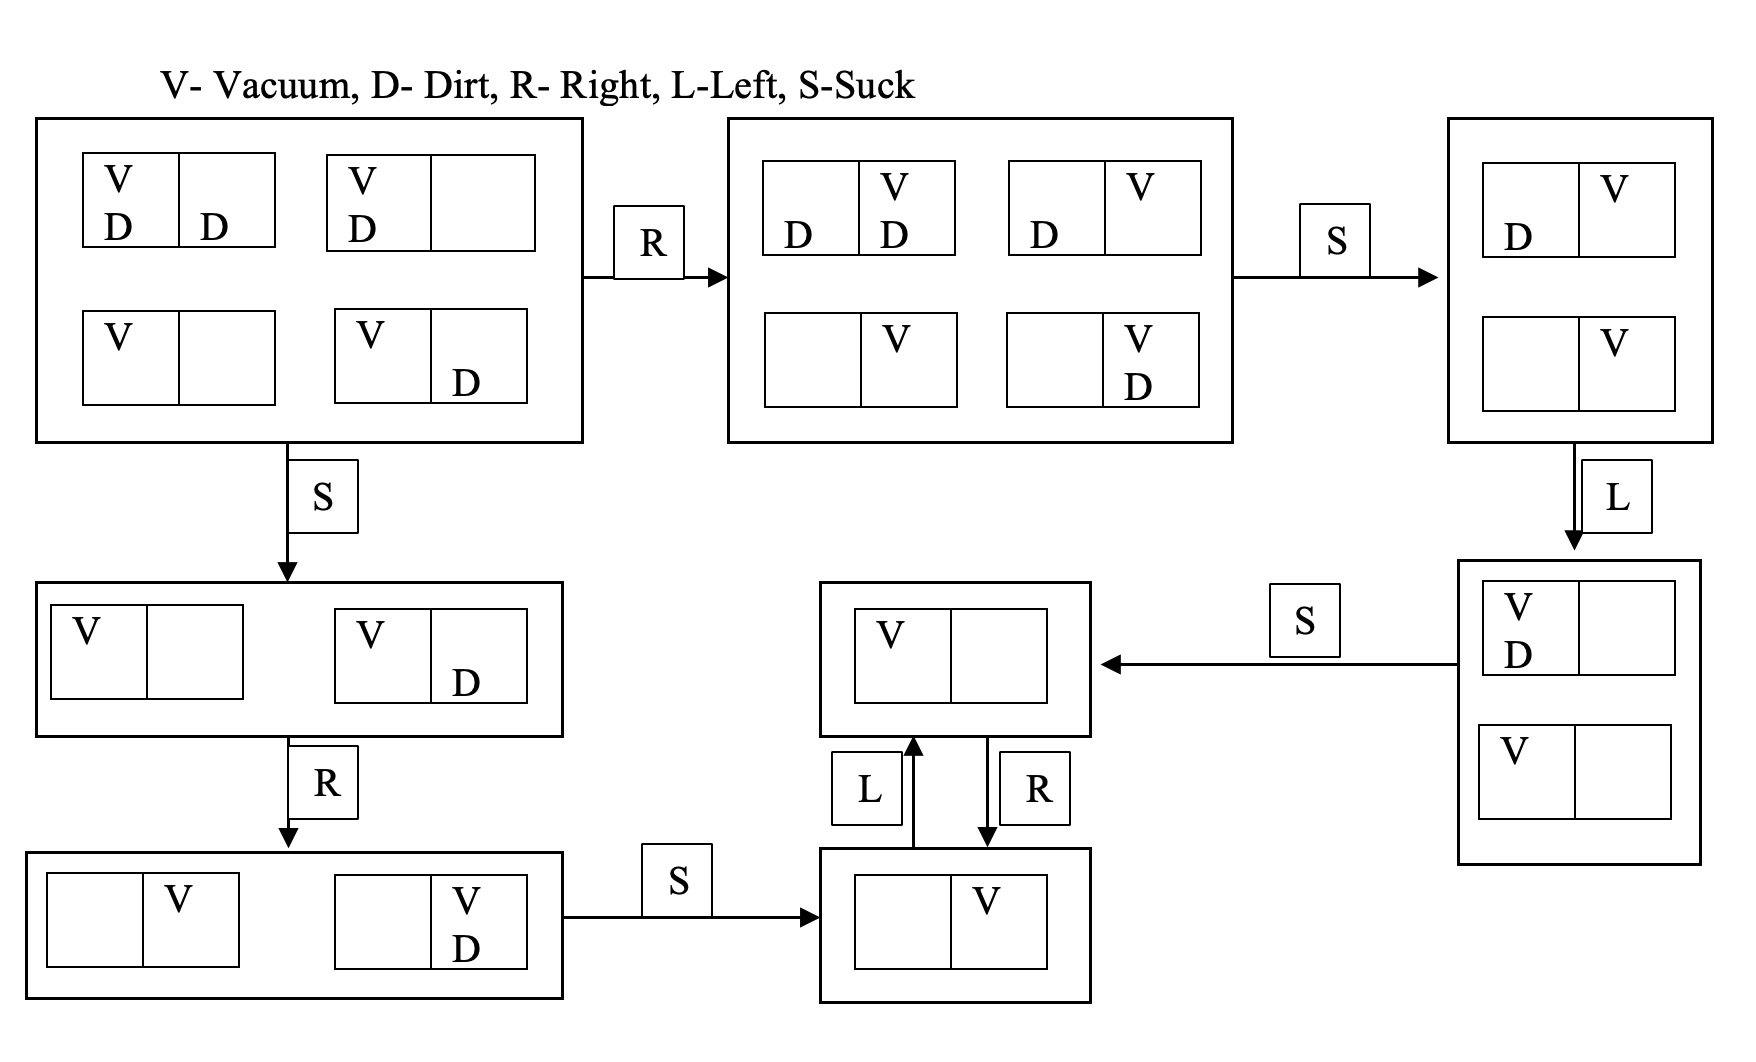 V- Vacuum, D- Dirt, R- Right, L-Left, S-Suck
V V V V V
D D D R D D D S D
V V V V V
D D
S L
V V V S V
D D
V
R L R
V V S V
D